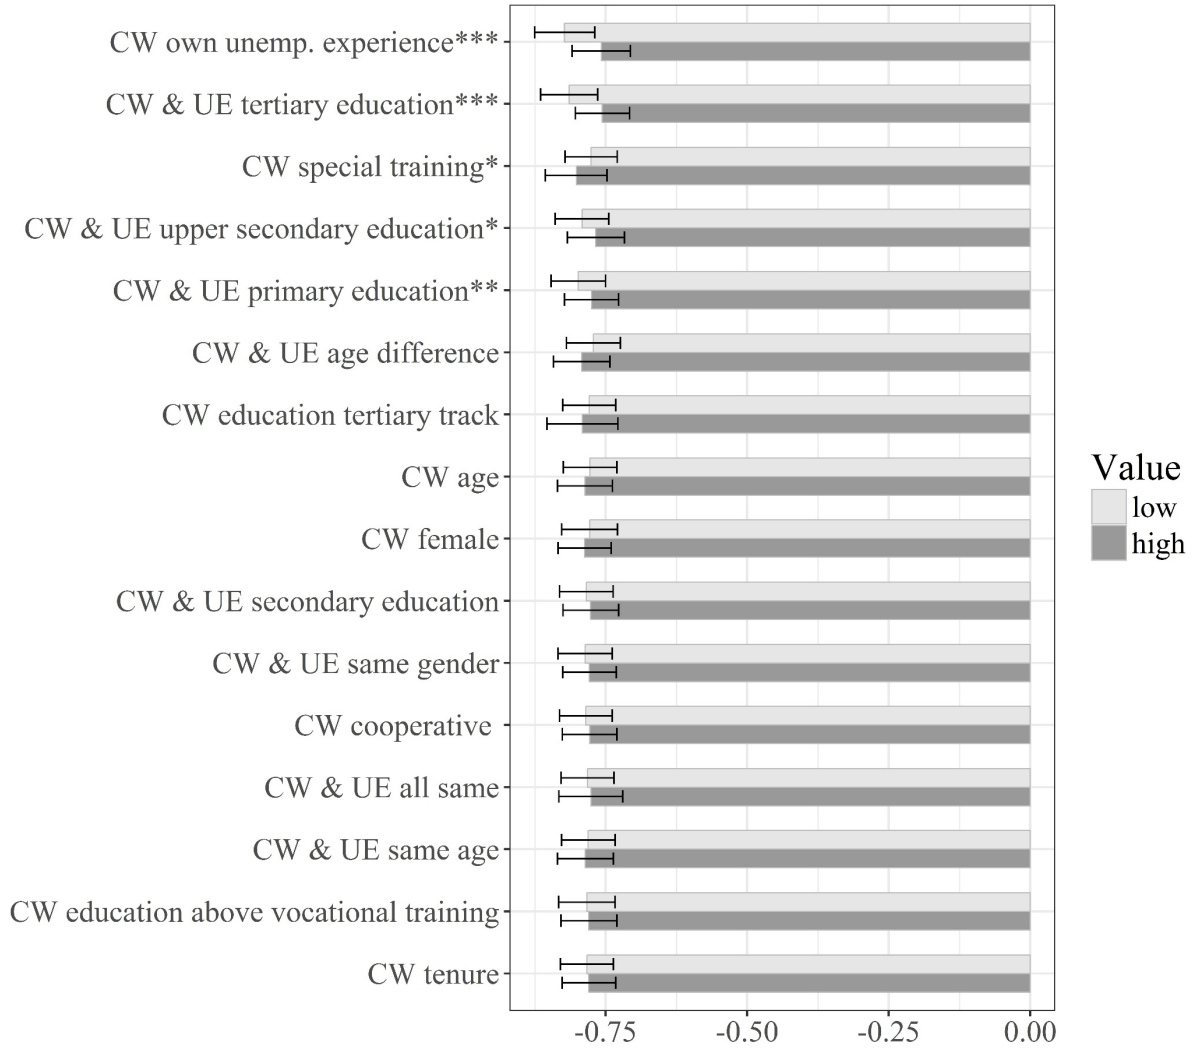 CW own unemp. experience***
CW & UE tertiary education***
CW special training*
CW & UE upper secondary education*
CW & UE primary education**
CW & UE age difference
CW education tertiary track
CW age
CW female
CW & UE secondary education
CW & UE same gender
CW cooperative
CW & UE all same
CW & UE same age
CW education above vocational training
CW tenure
-0.75 -0.50 -0.25 0.00
Value
low
high